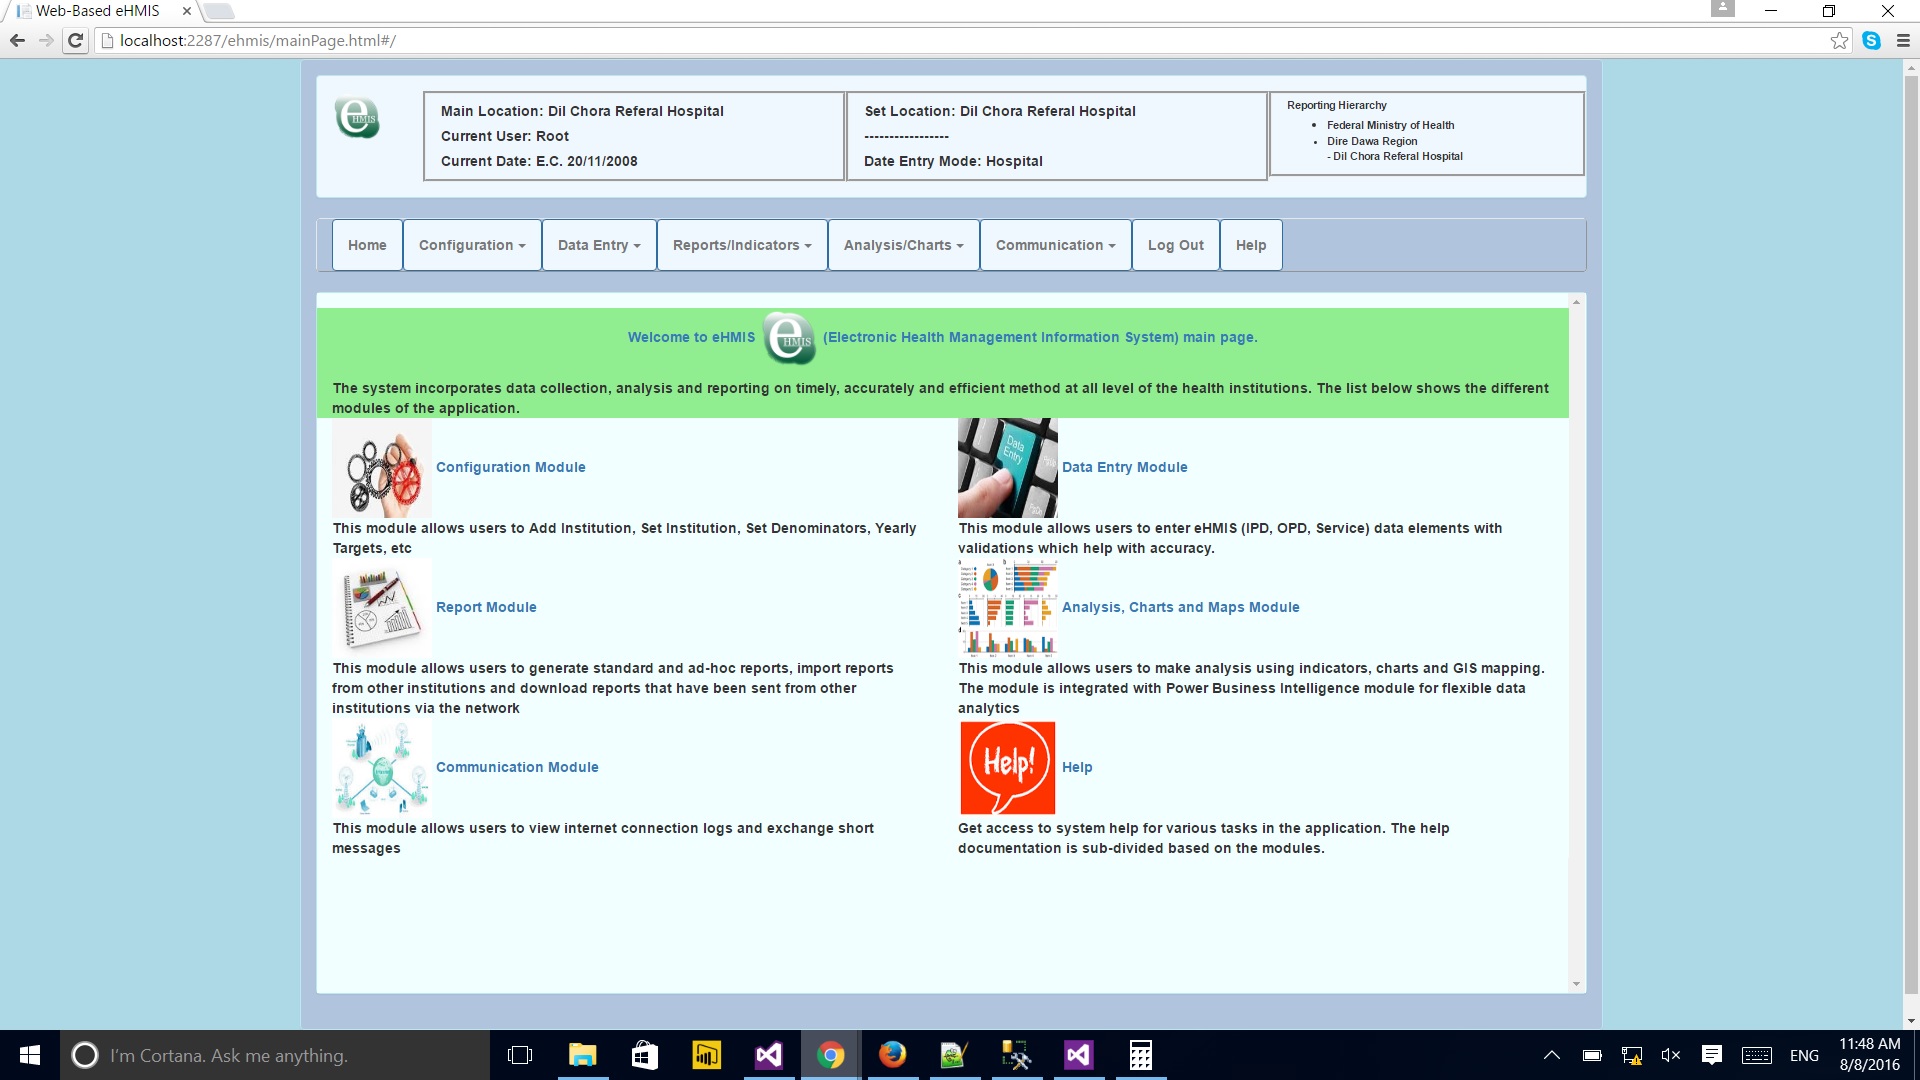 Web-Based eHMIS
localhost:2287/ehmis/mainPage.html#/
eHMIS
Main Location: Dil Chora Referal Hospital
Current User: Root
Current Date: E.C. 20/11/2008
Set Location: Dil Chora Referal Hospital
-----------------
Date Entry Mode: Hospital
Reporting Hierarchy
• Federal Ministry of Health
• Dire Dawa Region
- Dil Chora Referal Hospital
Home Configuration Data Entry Reports/Indicators Analysis/Charts Communication Log Out Help
Welcome to eHMIS eHMIS (Electronic Health Management Information System) main page.
The system incorporates data collection, analysis and reporting on timely, accurately and efficient method at all level of the health institutions. The list below shows the different
modules of the application.
Configuration Module
This module allows users to Add Institution, Set Institution, Set Denominators, Yearly
Targets, etc
Data Entry
Data Entry Module
This module allows users to enter eHMIS (IPD, OPD, Service) data elements with
validations which help with accuracy.
Report Module
This module allows users to generate standard and ad-hoc reports, import reports
from other institutions and download reports that have been sent from other
institutions via the network
Analysis, Charts and Maps Module
This module allows users to make analysis using indicators, charts and GIS mapping.
The module is integrated with Power Business Intelligence module for flexible data
analytics
Communication Module
This module allows users to view internet connection logs and exchange short
messages
Help!
Help
Get access to system help for various tasks in the application. The help
documentation is sub-divided based on the modules.
I'm Cortana. Ask me anything.
ENG
11:48 AM
8/8/2016